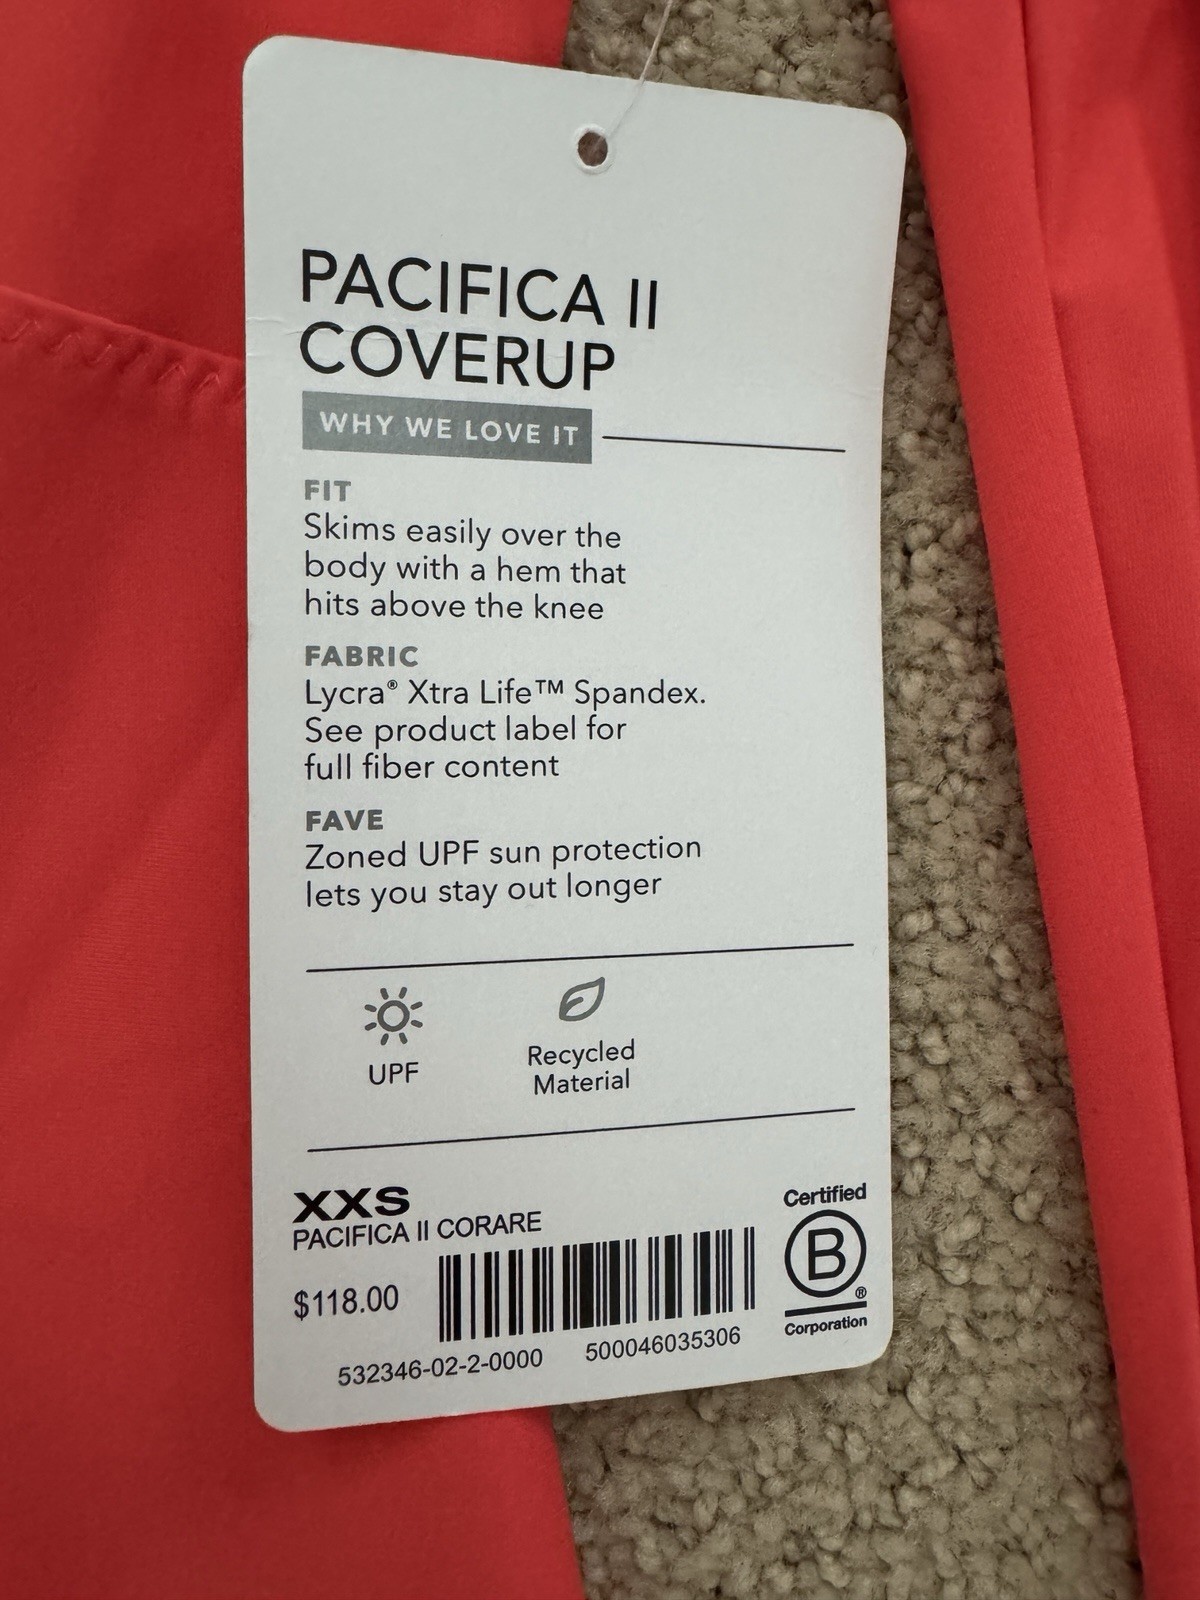 PACIFICA II
COVERUP
WHY WE LOVE IT
FIT
Skims easily over the
body with a hem that
hits above the knee
FABRIC
Lycra® Xtra Life™ Spandex.
See product label for
full fiber content
FAVE
Zoned UPF sun protection
lets you stay out longer
UPF
Recycled
Material
XXS
PACIFICA II CORARE
$118.00
532346-02-2-0000 500046035306
Certified
B®
Corporation